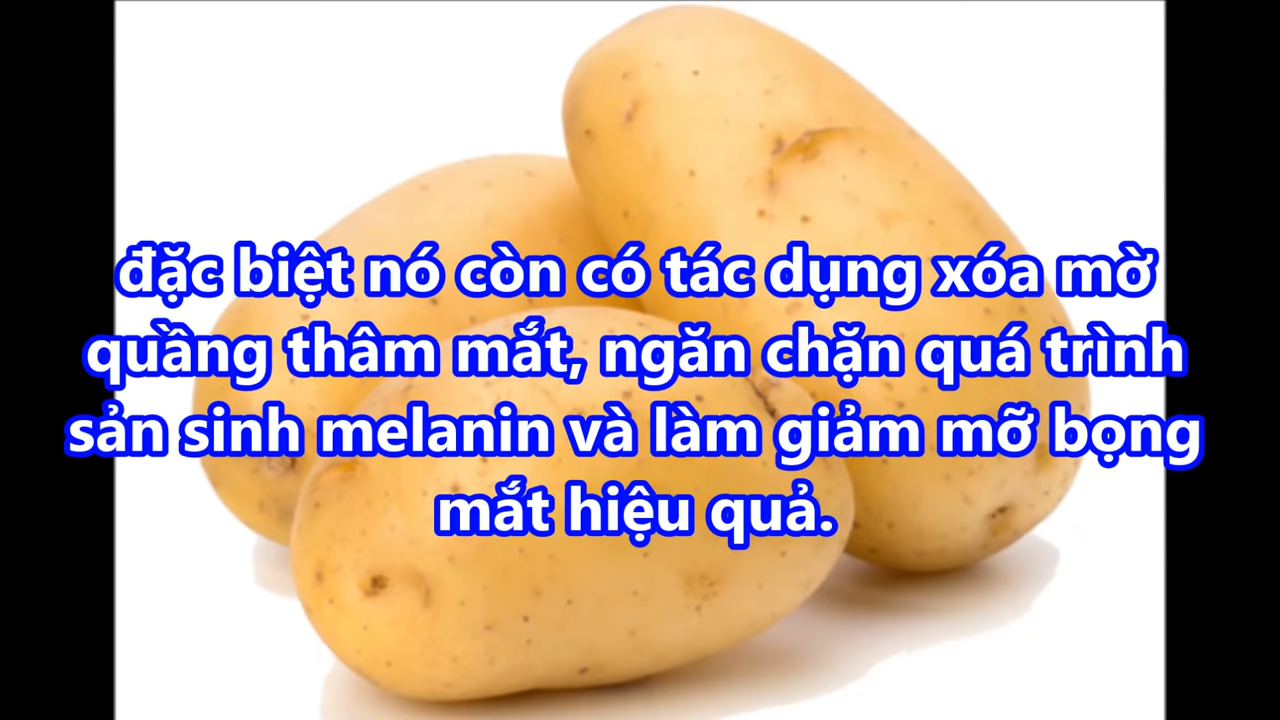 đặc biệt nó còn có tác dụng xóa mờ
quầng thâm mắt, ngăn chặn quá trình
sản sinh melanin và làm giảm mỡ bọng
mắt hiệu quả.